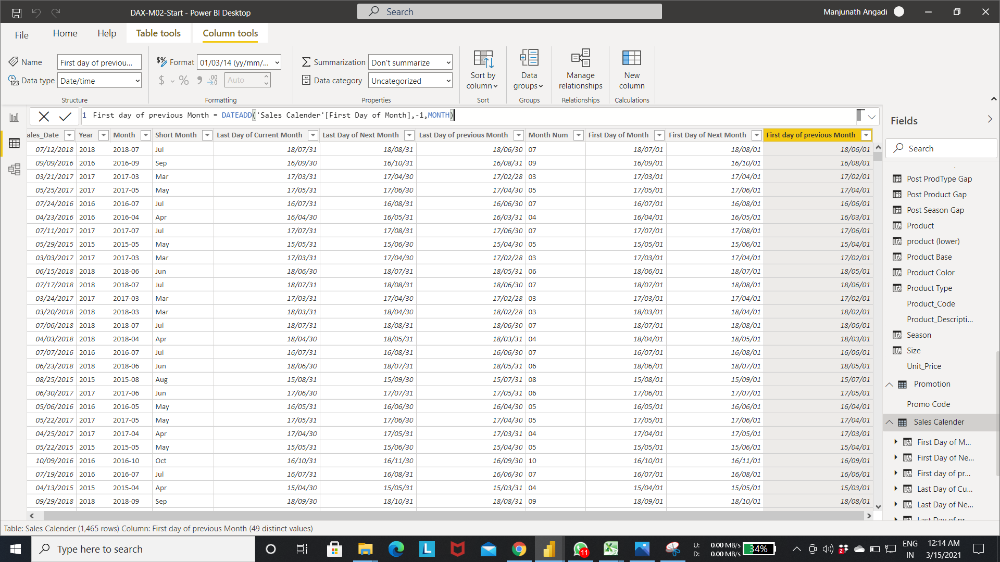 DAX-M02-Start - Power BI Desktop
Search
Manjunath Angadi
File
Home
Help
Table tools
Column tools
Name
First day of previou...
Data type
Date/time
Structure
Format
01/03/14 (yy/mm/...
$
%
Auto
Formatting
Summarization
Don't summarize
Data category
Uncategorized
Properties
Sort by
column
Sort
Data
groups
Groups
Manage
relationships
Relationships
New
column
Calculations
1 First day of previous Month = DATEADD('Sales Calender'[First Day of Month],-1,MONTH)
ales_Date Year Month Short Month Last Day of Current Month Last Day of Next Month Last Day of previous Month Month Num First Day of Month First Day of Next Month First day of previous Month
07/12/2018 2018 2018-07 Jul 18/07/31 18/08/31 18/06/30 07 18/07/01 18/08/01 18/06/01
09/09/2016 2016 2016-09 Sep 16/09/30 16/10/31 16/08/31 09 16/09/01 16/10/01 16/08/01
03/21/2017 2017 2017-03 Mar 17/03/31 17/04/30 17/02/28 03 17/03/01 17/04/01 17/02/01
05/25/2017 2017 2017-05 May 17/05/31 17/06/30 17/04/30 05 17/05/01 17/06/01 17/04/01
07/24/2016 2016 2016-07 Jul 16/07/31 16/08/31 16/06/30 07 16/07/01 16/08/01 16/06/01
04/23/2016 2016 2016-04 Apr 16/04/30 16/05/31 16/03/31 04 16/04/01 16/05/01 16/03/01
07/11/2017 2017 2017-07 Jul 17/07/31 17/08/31 17/06/30 07 17/07/01 17/08/01 17/06/01
05/29/2015 2015 2015-05 May 15/05/31 15/06/30 15/04/30 05 15/05/01 15/06/01 15/04/01
03/03/2017 2017 2017-03 Mar 17/03/31 17/04/30 17/02/28 03 17/03/01 17/04/01 17/02/01
06/15/2018 2018 2018-06 Jun 18/06/30 18/07/31 18/05/31 06 18/06/01 18/07/01 18/05/01
07/17/2018 2018 2018-07 Jul 18/07/31 18/08/31 18/06/30 07 18/07/01 18/08/01 18/06/01
03/24/2017 2017 2017-03 Mar 17/03/31 17/04/30 17/02/28 03 17/03/01 17/04/01 17/02/01
03/20/2018 2018 2018-03 Mar 18/03/31 18/04/30 18/02/28 03 18/03/01 18/04/01 18/02/01
07/06/2018 2018 2018-07 Jul 18/07/31 18/08/31 18/06/30 07 18/07/01 18/08/01 18/06/01
04/03/2018 2018 2018-04 Apr 18/04/30 18/05/31 18/03/31 04 18/04/01 18/05/01 18/03/01
07/07/2016 2016 2016-07 Jul 16/07/31 16/08/31 16/06/30 07 16/07/01 16/08/01 16/06/01
06/23/2018 2018 2018-06 Jun 18/06/30 18/07/31 18/05/31 06 18/06/01 18/07/01 18/05/01
08/25/2015 2015 2015-08 Aug 15/08/31 15/09/30 15/07/31 08 15/08/01 15/09/01 15/07/01
06/30/2017 2017 2017-06 Jun 17/06/30 17/07/31 17/05/31 06 17/06/01 17/07/01 17/05/01
05/06/2016 2016 2016-05 May 16/05/31 16/06/30 16/04/30 05 16/05/01 16/06/01 16/04/01
05/22/2017 2017 2017-05 May 17/05/31 17/06/30 17/04/30 05 17/05/01 17/06/01 17/04/01
04/25/2017 2017 2017-04 Apr 17/04/30 17/05/31 17/03/31 04 17/04/01 17/05/01 17/03/01
05/22/2015 2015 2015-05 May 15/05/31 15/06/30 15/04/30 05 15/05/01 15/06/01 15/04/01
10/09/2016 2016 2016-10 Oct 16/10/31 16/11/30 16/09/30 10 16/10/01 16/11/01 16/09/01
07/19/2016 2016 2016-07 Jul 16/07/31 16/08/31 16/06/30 07 16/07/01 16/08/01 16/06/01
04/13/2015 2015 2015-04 Apr 15/04/30 15/05/31 15/03/31 04 15/04/01 15/05/01 15/03/01
09/29/2018 2018 2018-09 Sep 18/09/30 18/10/31 18/08/31 09 18/09/01 18/10/01 18/08/01
Fields
Search
Post ProdType Gap
Post Product Gap
Post Season Gap
Product
product (lower)
Product Base
Product Color
Product Type
Product_Code
Product_Descripti...
Season
Size
Unit_Price
Promotion
Promo Code
Sales Calender
First Day of M...
First Day of Ne...
First day of pr...
Last Day of Cu...
Last Day of Ne...
Last Day of pr...
Table: Sales Calender (1,465 rows) Column: First day of previous Month (49 distinct values)
Type here to search
11
U: 0.00 MB/s
D: 0.00 MB/s
34%
2
ENG
IN
12:14 AM
3/15/2021